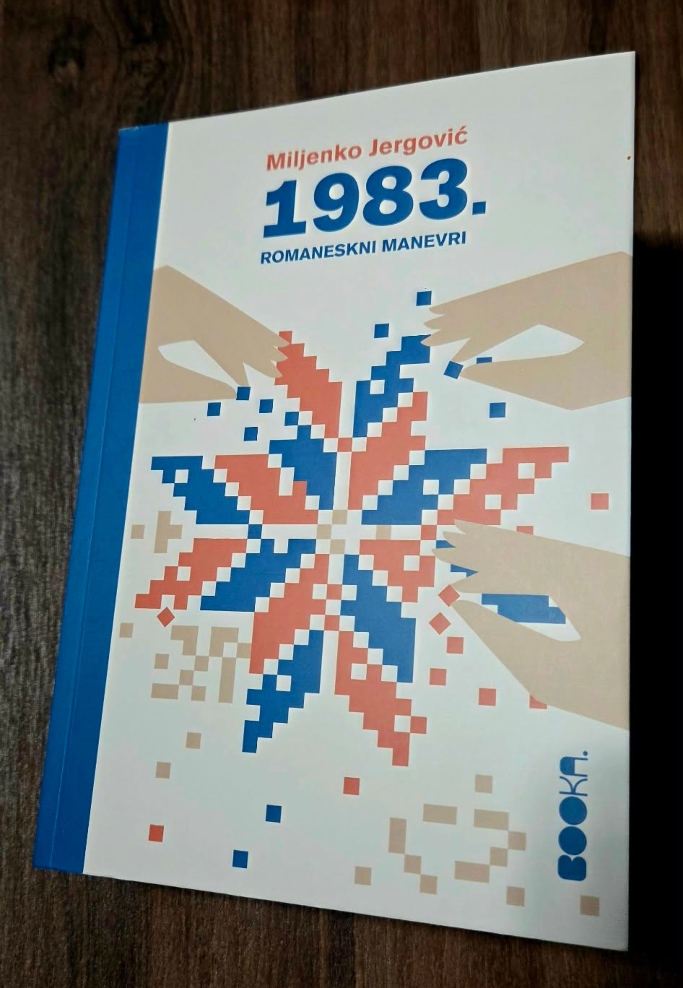 Miljenko Jergović
1983.
ROMANESKNI MANEVRI
BOOKA.